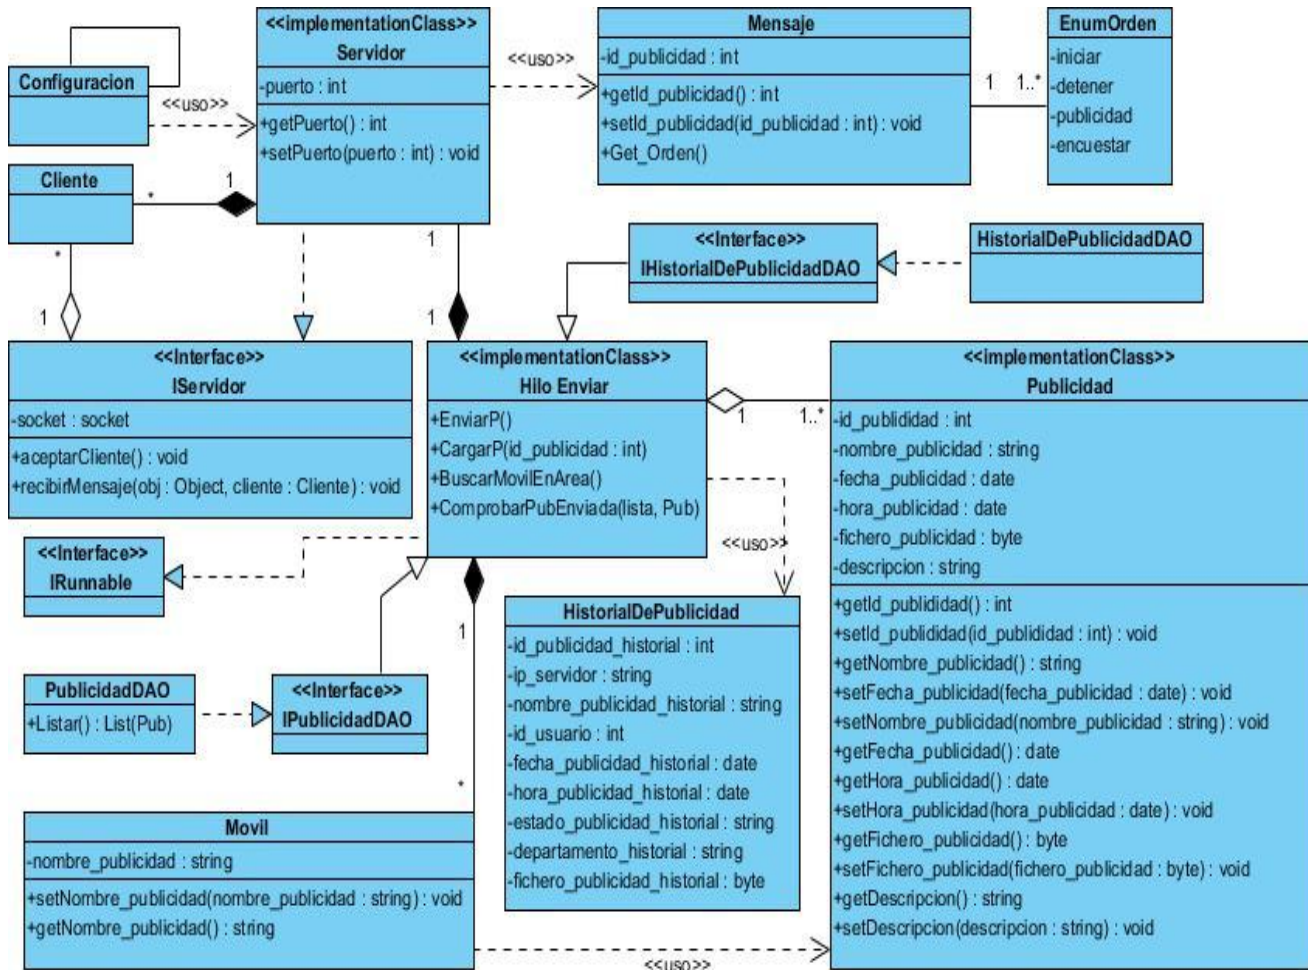 <<implementationClass>>
Servidor
-puerto : int
+getPuerto() : int
+setPuerto(puerto : int) : void
Mensaje
-id_publicidad : int
+getId_publicidad() : int
+setId_publicidad(id_publicidad : int) : void
+Get_Orden()
EnumOrden
-iniciar
-detener
-publicidad
-encuestar
<<uso>>
1
1..*
Configuracion
<<uso>>
Cliente
*
1
*
1
1
1
<<Interface>>
IHistorialDePublicidadDAO
HistorialDePublicidadDAO
<<Interface>>
IServidor
-socket : socket
+aceptarCliente() : void
+recibirMensaje(obj : Object, cliente : Cliente) : void
<<implementationClass>>
Hilo Enviar
+EnviarP()
+CargarP(id_publicidad : int)
+BuscarMovilEnArea()
+ComprobarPubEnviada(lista, Pub)
1
1..*
<<implementationClass>>
Publicidad
-id_publididad : int
-nombre_publicidad : string
-fecha_publicidad : date
-hora_publicidad : date
-fichero_publicidad : byte
-descripcion : string
+getId_publididad() : int
+setId_publididad(id_publididad : int) : void
+getNombre_publicidad() : string
+setFecha_publicidad(fecha_publicidad : date) : void
+setNombre_publicidad(nombre_publicidad : string) : void
+getFecha_publicidad() : date
+getHora_publicidad() : date
+setHora_publicidad(hora_publicidad : date) : void
+getFichero_publicidad() : byte
+setFichero_publicidad(fichero_publicidad : byte) : void
+getDescripcion() : string
+setDescripcion(descripcion : string) : void
<<Interface>>
IRunnable
<<uso>>
1
HistorialDePublicidad
-id_publicidad_historial : int
-ip_servidor : string
-nombre_publicidad_historial : string
-id_usuario : int
-fecha_publicidad_historial : date
-hora_publicidad_historial : date
-estado_publicidad_historial : string
-departamento_historial : string
-fichero_publicidad_historial : byte
PublicidadDAO
+Listar() : List(Pub)
<<Interface>>
IPublicidadDAO
*
Movil
-nombre_publicidad : string
+setNombre_publicidad(nombre_publicidad : string) : void
+getNombre_publicidad() : string
<<uso>>